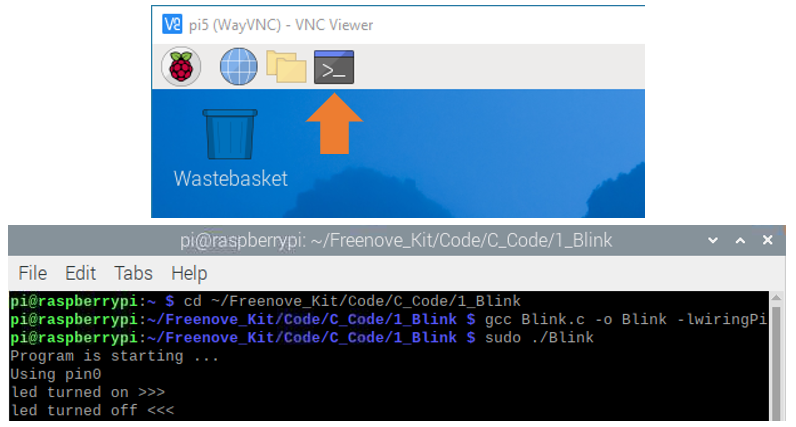 V2 pi5 (WayVNC) - VNC Viewer
>_
Wastebasket
pi@raspberrypi: ~/Freenove_Kit/Code/C_Code/1_Blink
File Edit Tabs Help
pi@raspberrypi:~ $ cd ~/Freenove_Kit/Code/C_Code/1_Blink
pi@raspberrypi:~/Freenove_Kit/Code/C_Code/1_Blink $ gcc Blink.c -o Blink -lwiringPi
pi@raspberrypi:~/Freenove_Kit/Code/C_Code/1_Blink $ sudo ./Blink
Program is starting ...
Using pin0
led turned on >>>
led turned off <<<